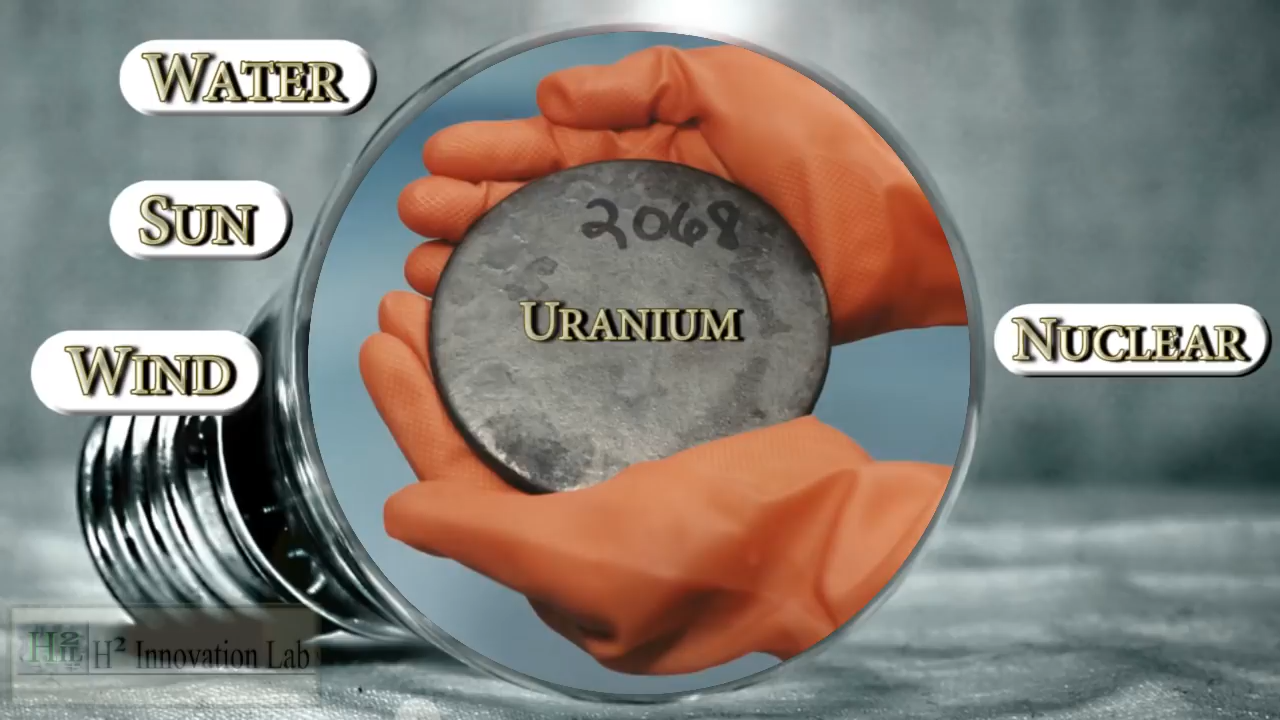 WATER
SUN
2068
URANIUM
NUCLEAR
WIND
H² Innovation Lab